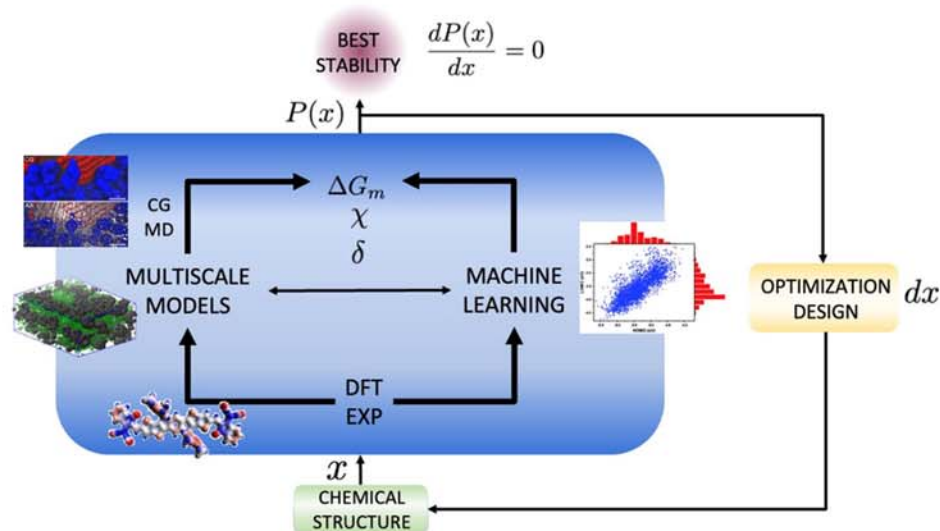 BEST
STABILITY
dP(x)
dx
= 0
P(x)
CG
MD
ΔG_m
χ
δ
MULTISCALE
MODELS
MACHINE
LEARNING
OPTIMIZATION
DESIGN
dx
DFT
EXP
x
CHEMICAL
STRUCTURE